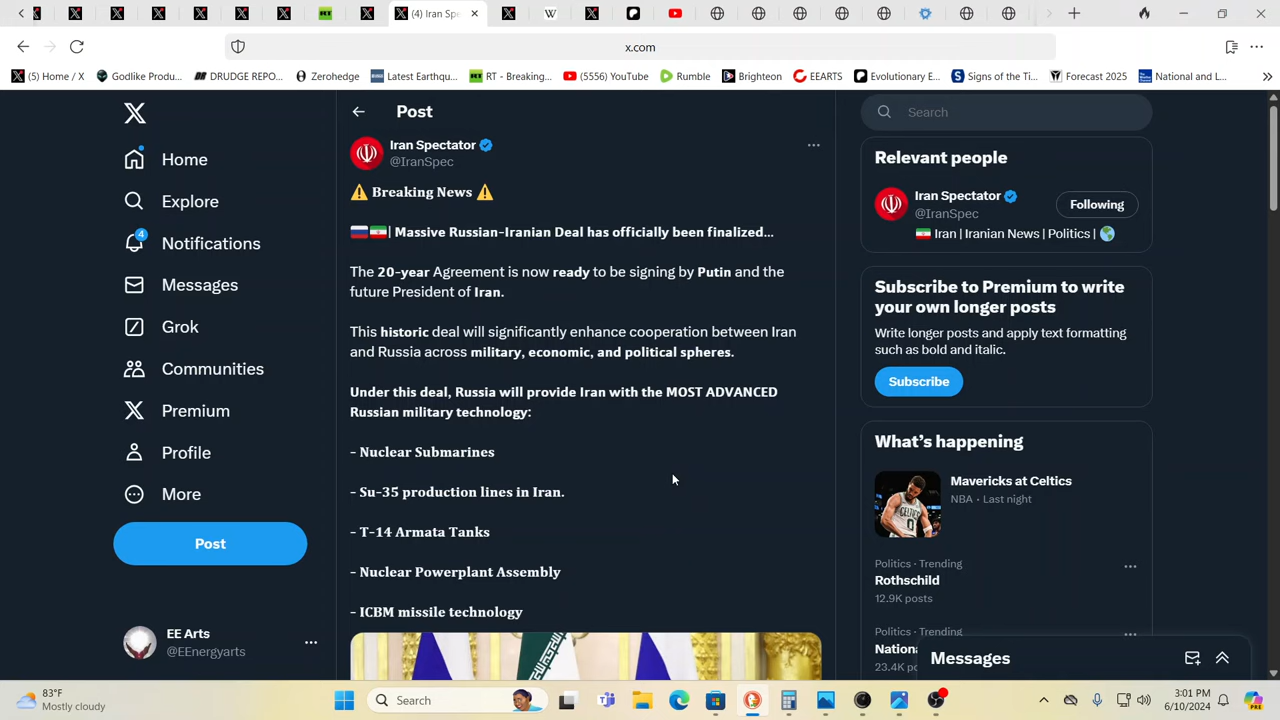 (4) Iran Spe
x.com
(5) Home / X
Godlike Produ...
DRUDGE REPO...
Zerohedge
Latest Earthqu...
RT - Breaking...
(5556) YouTube
Rumble
Brighteon
EEARTS
Evolutionary E...
Signs of the Ti...
Forecast 2025
National and L...
Home
Explore
4
Notifications
Messages
Grok
Communities
Premium
Profile
More
Post
EE Arts
@EEnergyarts
Post
Iran Spectator
@IranSpec
⚠️ Breaking News ⚠️
🇷🇺🇮🇷| Massive Russian-Iranian Deal has officially been finalized...
The 20-year Agreement is now ready to be signing by Putin and the
future President of Iran.
This historic deal will significantly enhance cooperation between Iran
and Russia across military, economic, and political spheres.
Under this deal, Russia will provide Iran with the MOST ADVANCED
Russian military technology:
- Nuclear Submarines
- Su-35 production lines in Iran.
- T-14 Armata Tanks
- Nuclear Powerplant Assembly
- ICBM missile technology
Search
Relevant people
Iran Spectator
@IranSpec
Following
🇮🇷 Iran | Iranian News | Politics | 🌎
Subscribe to Premium to write
your own longer posts
Write longer posts and apply text formatting
such as bold and italic.
Subscribe
What's happening
Mavericks at Celtics
NBA · Last night
Politics · Trending
Rothschild
12.9K posts
Politics · Trending
Nationa
23.4K po
Messages
83°F
Mostly cloudy
Search
3:01 PM
6/10/2024